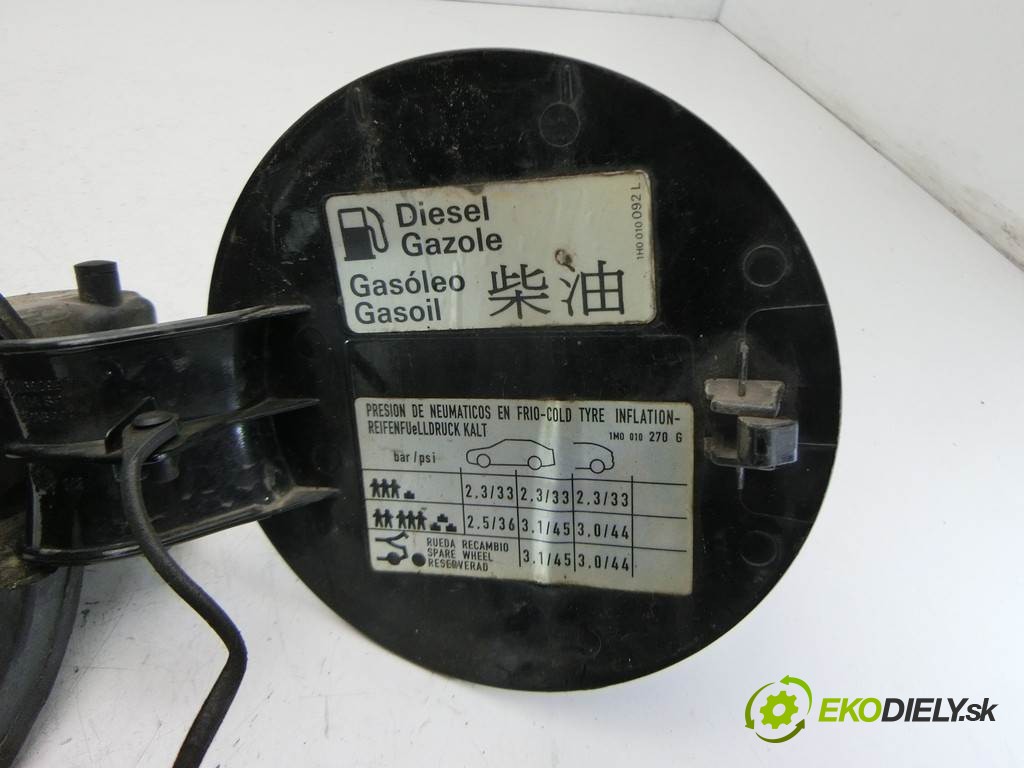 Diesel
Gazole
Gasóleo
Gasoil
柴油
1H0 010 092 L
PRESION DE NEUMATICOS EN FRIO-COLD TYRE INFLATION-
REIFENFUeLLDRUCK KALT
1M0 010 270 G
bar/psi
2,3/33 2,3/33 2,3/33
2.5/36 3,1/45 3,0/44
RUEDA RECAMBIO
SPARE WHEEL
RESE@VERAD
3.1/45 3,0/44
EKODIELY.sk